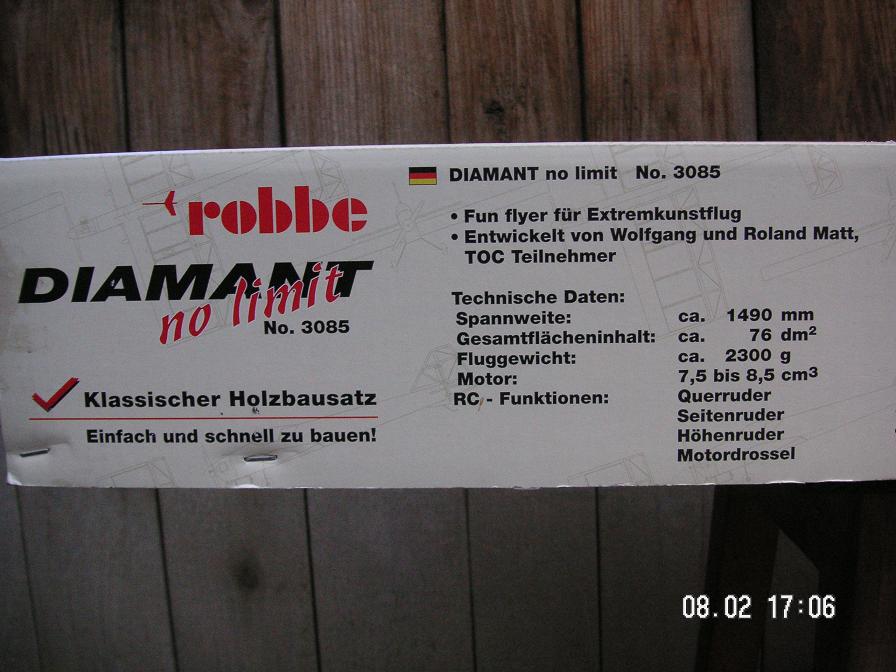 robbe
DIAMANT
no limit
No. 3085
Klassischer Holzbausatz
Einfach und schnell zu bauen!
DIAMANT no limit No. 3085
• Fun flyer für Extremkunstflug
• Entwickelt von Wolfgang und Roland Matt,
TOC Teilnehmer
Technische Daten:
Spannweite: ca. 1490 mm
Gesamtflächeninhalt: ca. 76 dm²
Fluggewicht: ca. 2300 g
Motor: 7,5 bis 8,5 cm³
RC - Funktionen: Querruder
Seitenruder
Höhenruder
Motordrossel
08.02 17:06